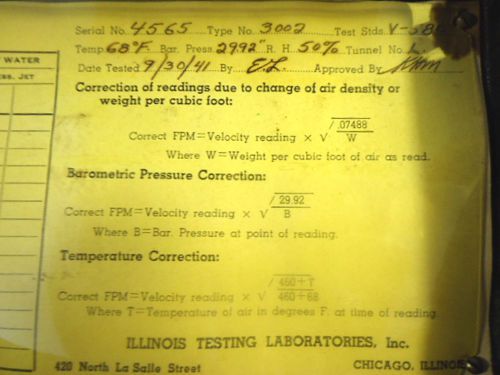 Serial No. 4565 Type No. 3002 Test Stds. V-580
Temp. 68°F. Bar. Press. 29.92" R. H. 50% Tunnel No. L.
Date Tested 9/30/41 By E.L. Approved By
WATER
Correction of readings due to change of air density or
weight per cubic foot:
JET
Correct FPM=Velocity reading x √ .07488 / W
Where W=Weight per cubic foot of air as read.
Barometric Pressure Correction:
Correct FPM=Velocity reading x √ 29.92 / B
Where B=Bar. Pressure at point of reading.
Temperature Correction:
Correct FPM=Velocity reading x √ 460+T / 460+68
Where T=Temperature of air in degrees F. at time of reading.
ILLINOIS TESTING LABORATORIES, Inc.
420 North La Salle Street CHICAGO, ILLINOIS